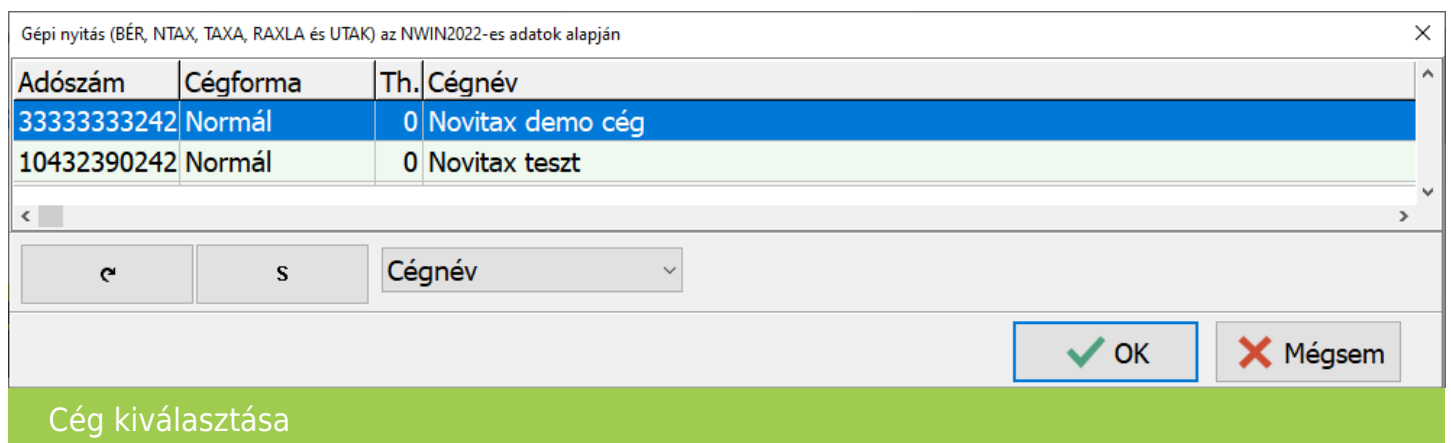 Gépi nyitás (BÉR, NTAX, TAXA, RAXLA és UTAK) az NWIN2022-es adatok alapján
Adószám Cégforma Th. Cégnév
33333333242 Normál 0 Novitax demo cég
10432390242 Normál 0 Novitax teszt
S Cégnév
OK Mégsem
Cég kiválasztása